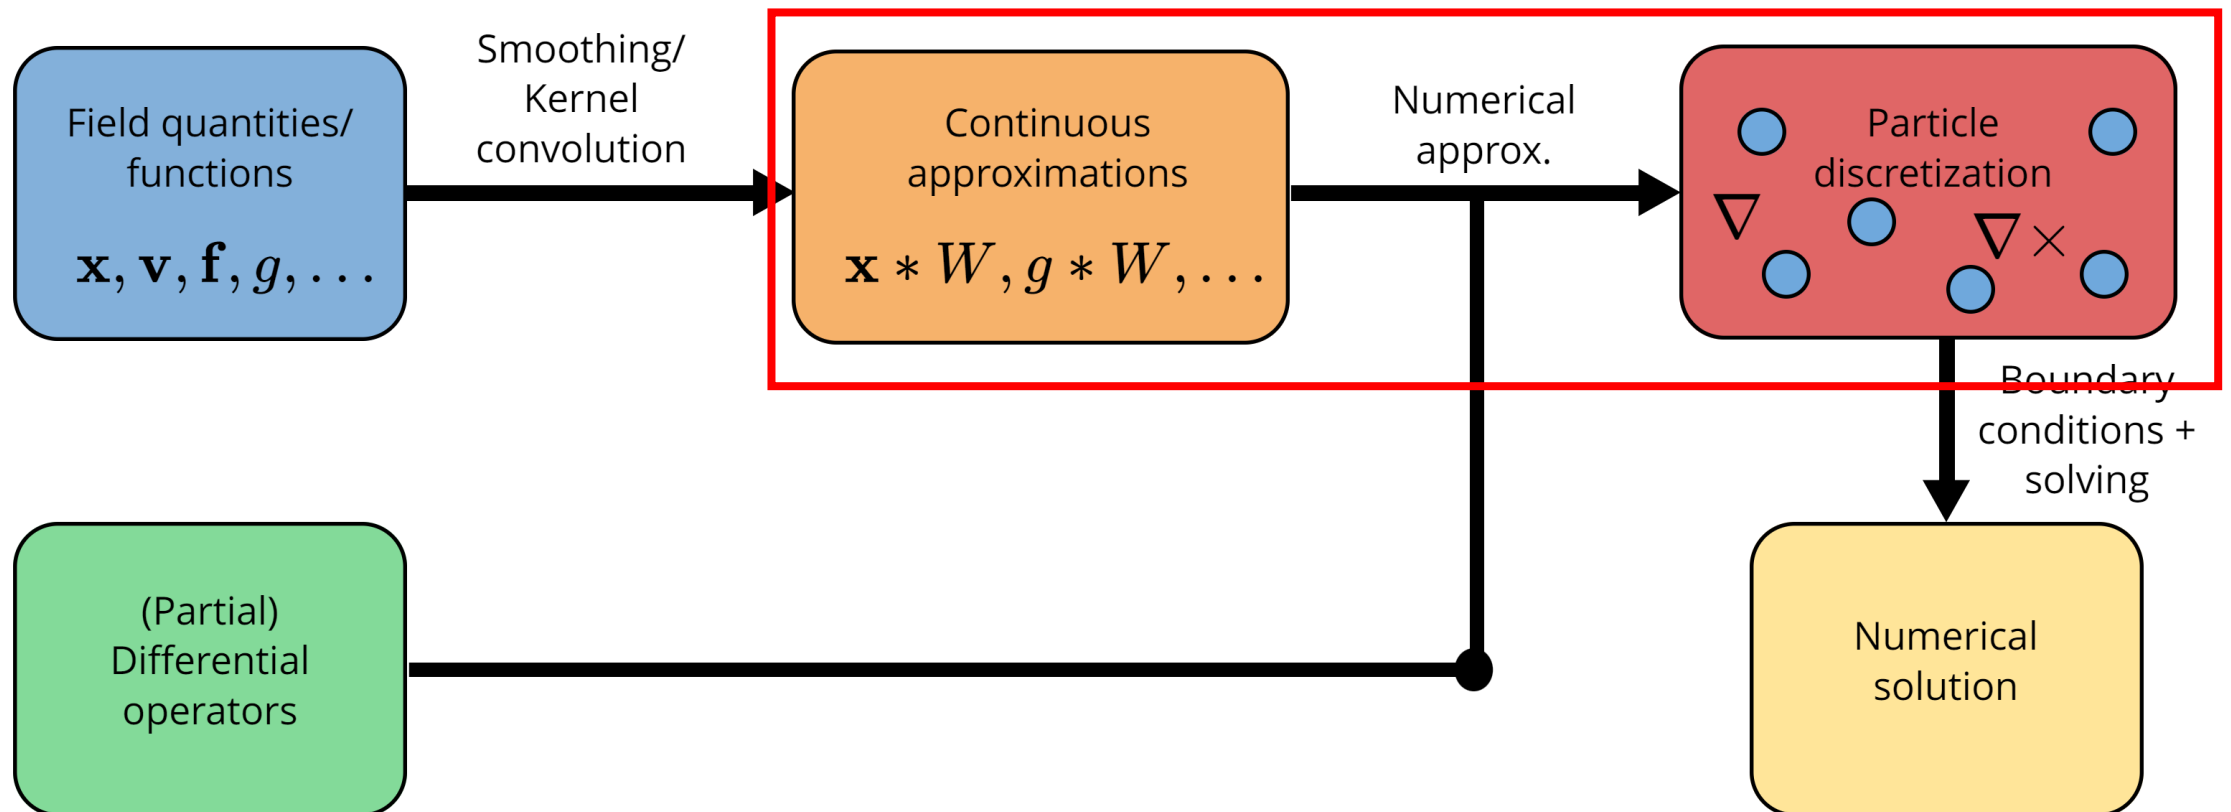 Field quantities/
functions
x, v, f, g, . . .
Smoothing/
Kernel
convolution
Continuous
approximations
x ∗ W, g ∗ W, . . .
Numerical
approx.
Particle
discretization
∇
∇×
Boundary
conditions +
solving
(Partial)
Differential
operators
Numerical
solution